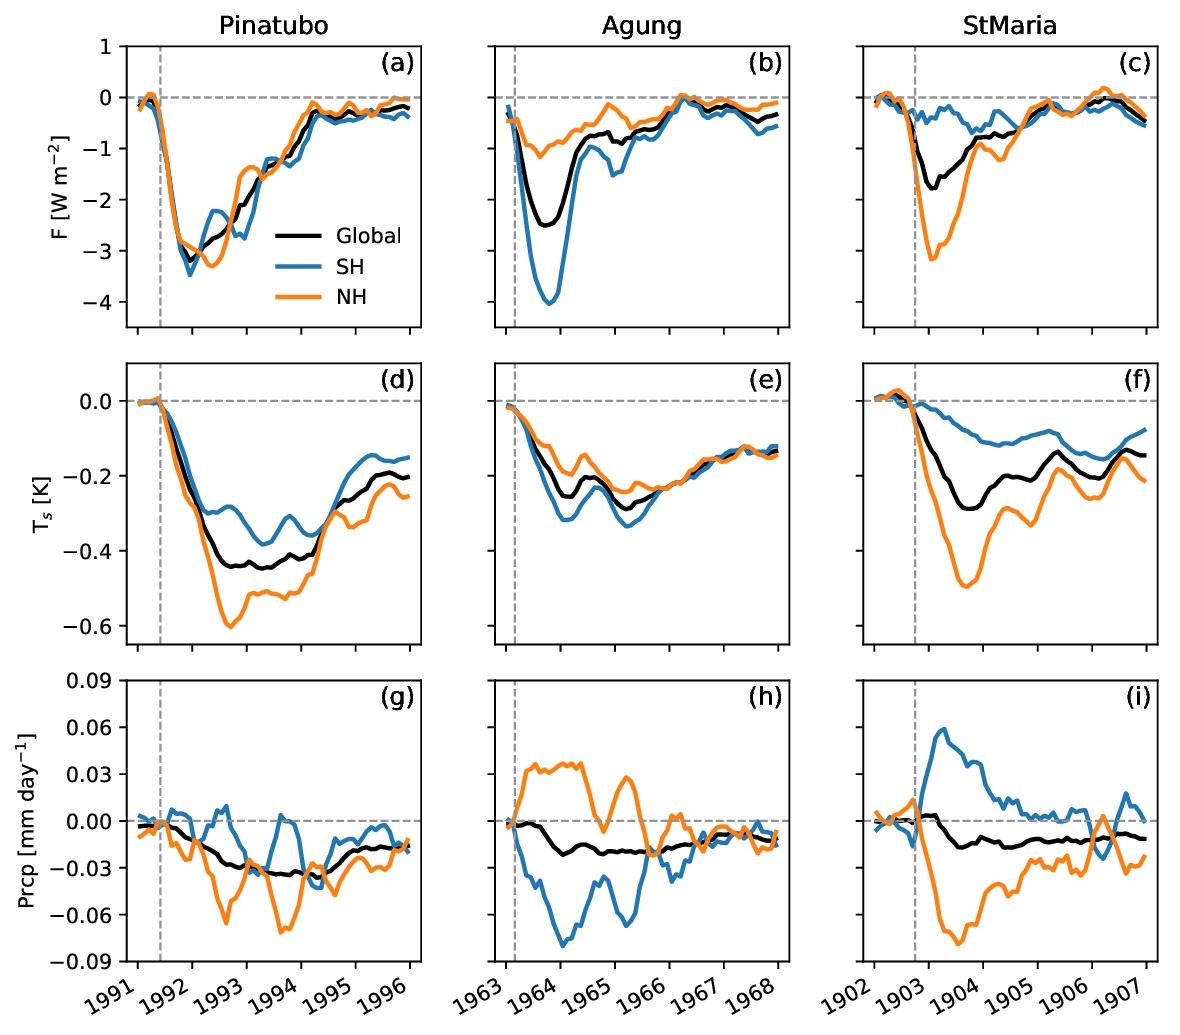 Pinatubo Agung StMaria
F [W m⁻²]
1
0
−1
−2
−3
−4
(a)
(b)
(c)
Global
SH
NH
Tₛ [K]
0.0
−0.2
−0.4
−0.6
(d)
(e)
(f)
Prcp [mm day⁻¹]
0.09
0.06
0.03
0.00
−0.03
−0.06
−0.09
(g)
(h)
(i)
1991 1992 1993 1994 1995 1996
1963 1964 1965 1966 1967 1968
1902 1903 1904 1905 1906 1907